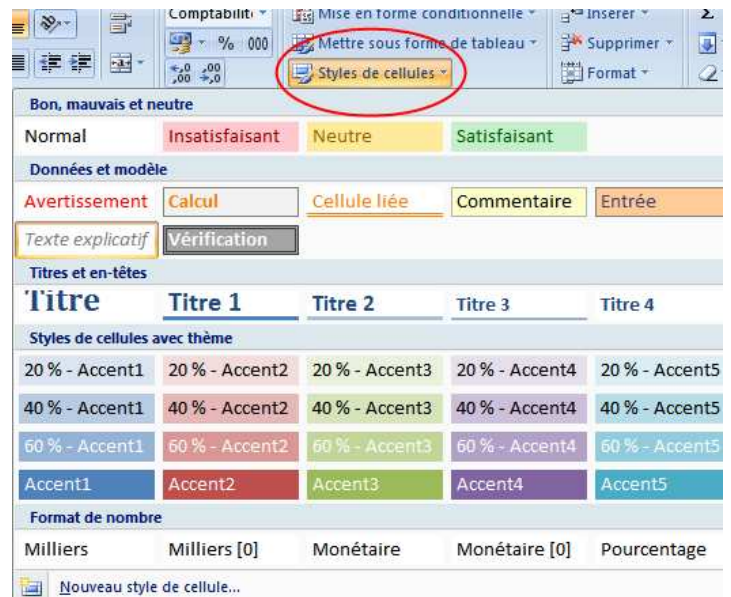 Comptabilit Mise en forme conditionnelle Insérer Σ
% 000 Mettre sous forme de tableau Supprimer
,0 ,00 Styles de cellules Format
,00 ,0
Bon, mauvais et neutre
Normal Insatisfaisant Neutre Satisfaisant
Données et modèle
Avertissement Calcul Cellule liée Commentaire Entrée
Texte explicatif Vérification
Titres et en-têtes
Titre Titre 1 Titre 2 Titre 3 Titre 4
Styles de cellules avec thème
20 % - Accent1 20 % - Accent2 20 % - Accent3 20 % - Accent4 20 % - Accent5
40 % - Accent1 40 % - Accent2 40 % - Accent3 40 % - Accent4 40 % - Accent5
60 % - Accent1 60 % - Accent2 60 % - Accent3 60 % - Accent4 60 % - Accent5
Accent1 Accent2 Accent3 Accent4 Accent5
Format de nombre
Milliers Milliers [0] Monétaire Monétaire [0] Pourcentage
Nouveau style de cellule...